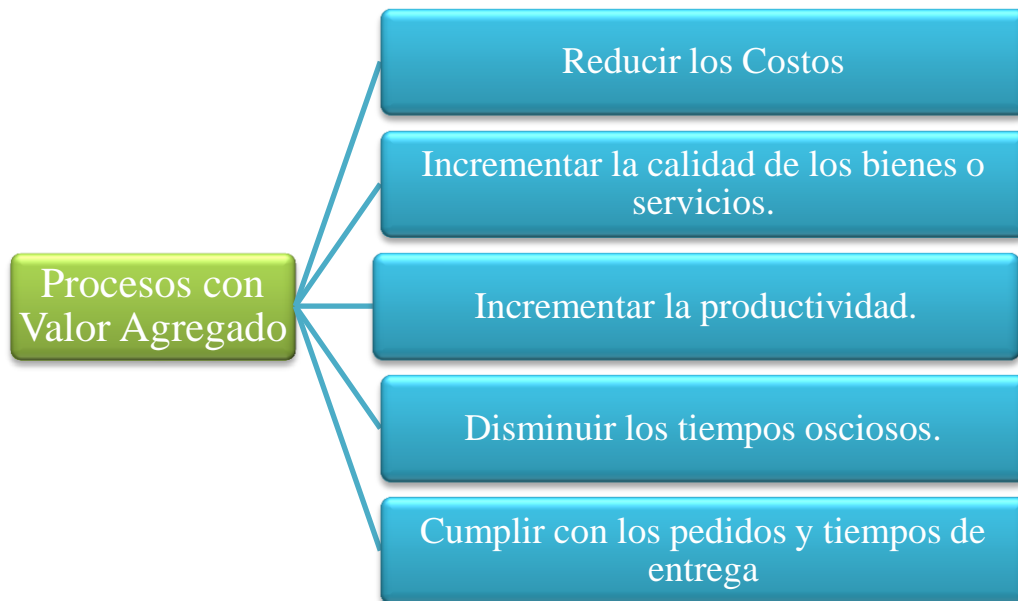 Reducir los Costos
Incrementar la calidad de los bienes o
servicios.
Procesos con
Valor Agregado
Incrementar la productividad.
Disminuir los tiempos osciosos.
Cumplir con los pedidos y tiempos de
entrega